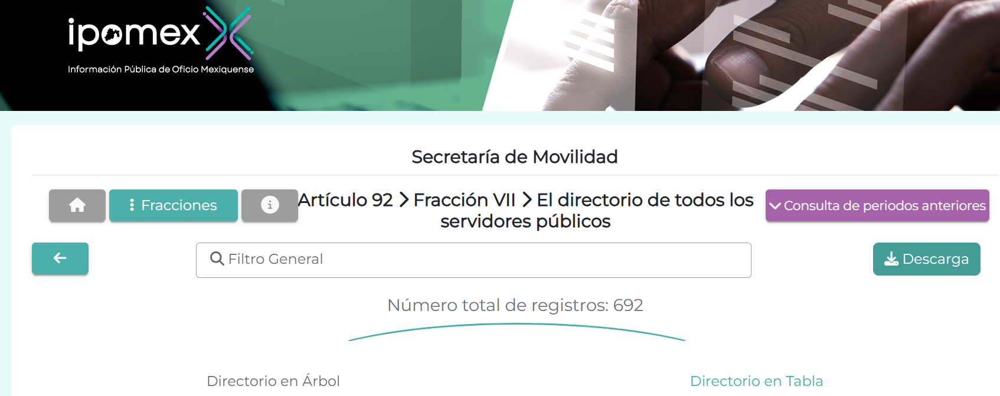 ipomex
Información Pública de Oficio Mexiquense
Secretaría de Movilidad
Fracciones
Artículo 92 > Fracción VII > El directorio de todos los
servidores públicos
Consulta de periodos anteriores
Filtro General
Descarga
Número total de registros: 692
Directorio en Árbol
Directorio en Tabla